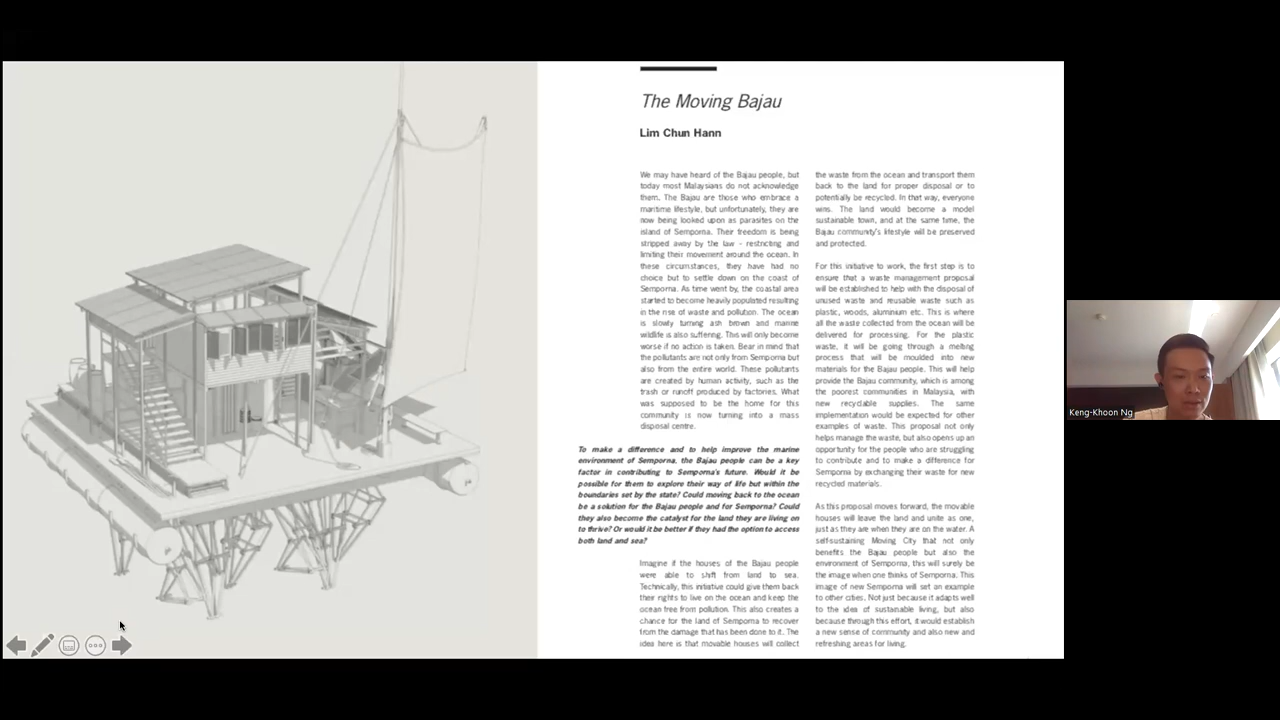 The Moving Bajau
Lim Chun Hann
We may have heard of the Bajau people, but
today most Malaysians do not acknowledge
them. The Bajau are those who embrace a
maritime lifestyle, but unfortunately, they are
now being looked upon as parasites on the
island of Semporna. Their freedom is being
stripped away by the law - restricting and
limiting their movement around the ocean. In
these circumstances, they have had no
choice but to settle down on the coast of
Semporna. As time went by, the coastal area
started to become heavily populated resulting
in the rise of waste and pollution. The ocean
is slowly turning ash brown and marine
wildlife is also suffering. This will only become
worse if no action is taken. Bear in mind that
the pollutants are not only from Semporna but
also from the entire world. These pollutants
are created by human activity, such as the
trash or runoff produced by factories. What
was supposed to be the home for this
community is now turning into a mass
disposal centre.
To make a difference and to help improve the marine
environment of Semporna, the Bajau people can be a key
factor in contributing to Semporna's future. Would it be
possible for them to explore their way of life but within the
boundaries set by the state? Could moving back to the ocean
be a solution for the Bajau people and for Semporna? Could
they also become the catalyst for the land they are living on
to thrive? Or would it be better if they had the option to access
both land and sea?
Imagine if the houses of the Bajau people
were able to shift from land to sea.
Technically, this initiative could give them back
their rights to live on the ocean and keep the
ocean free from pollution. This also creates a
chance for the land of Semporna to recover
from the damage that has been done to it. The
idea here is that movable houses will collect
the waste from the ocean and transport them
back to the land for proper disposal or to
potentially be recycled. In that way, everyone
wins. The land would become a model
sustainable town, and at the same time, the
Bajau community's lifestyle will be preserved
and protected.
For this initiative to work, the first step is to
ensure that a waste management proposal
will be established to help with the disposal of
unused waste and reusable waste such as
plastic, woods, aluminium etc. This is where
all the waste collected from the ocean will be
delivered for processing. For the plastic
waste, it will be going through a melting
process that will be moulded into new
materials for the Bajau people. This will help
provide the Bajau community, which is among
the poorest communities in Malaysia, with
new recyclable supplies. The same
implementation would be expected for other
examples of waste. This proposal not only
helps manage the waste, but also opens up an
opportunity for the people who are struggling
to contribute and to make a difference for
Semporna by exchanging their waste for new
recycled materials.
As this proposal moves forward, the movable
houses will leave the land and unite as one,
just as they are when they are on the water. A
self-sustaining Moving City that not only
benefits the Bajau people but also the
environment of Semporna, this will surely be
the image when one thinks of Semporna. This
image of new Semporna will set an example
to other cities. Not just because it adapts well
to the idea of sustainable living, but also
because through this effort, it would establish
a new sense of community and also new and
refreshing areas for living.
Keng-Khoon Ng